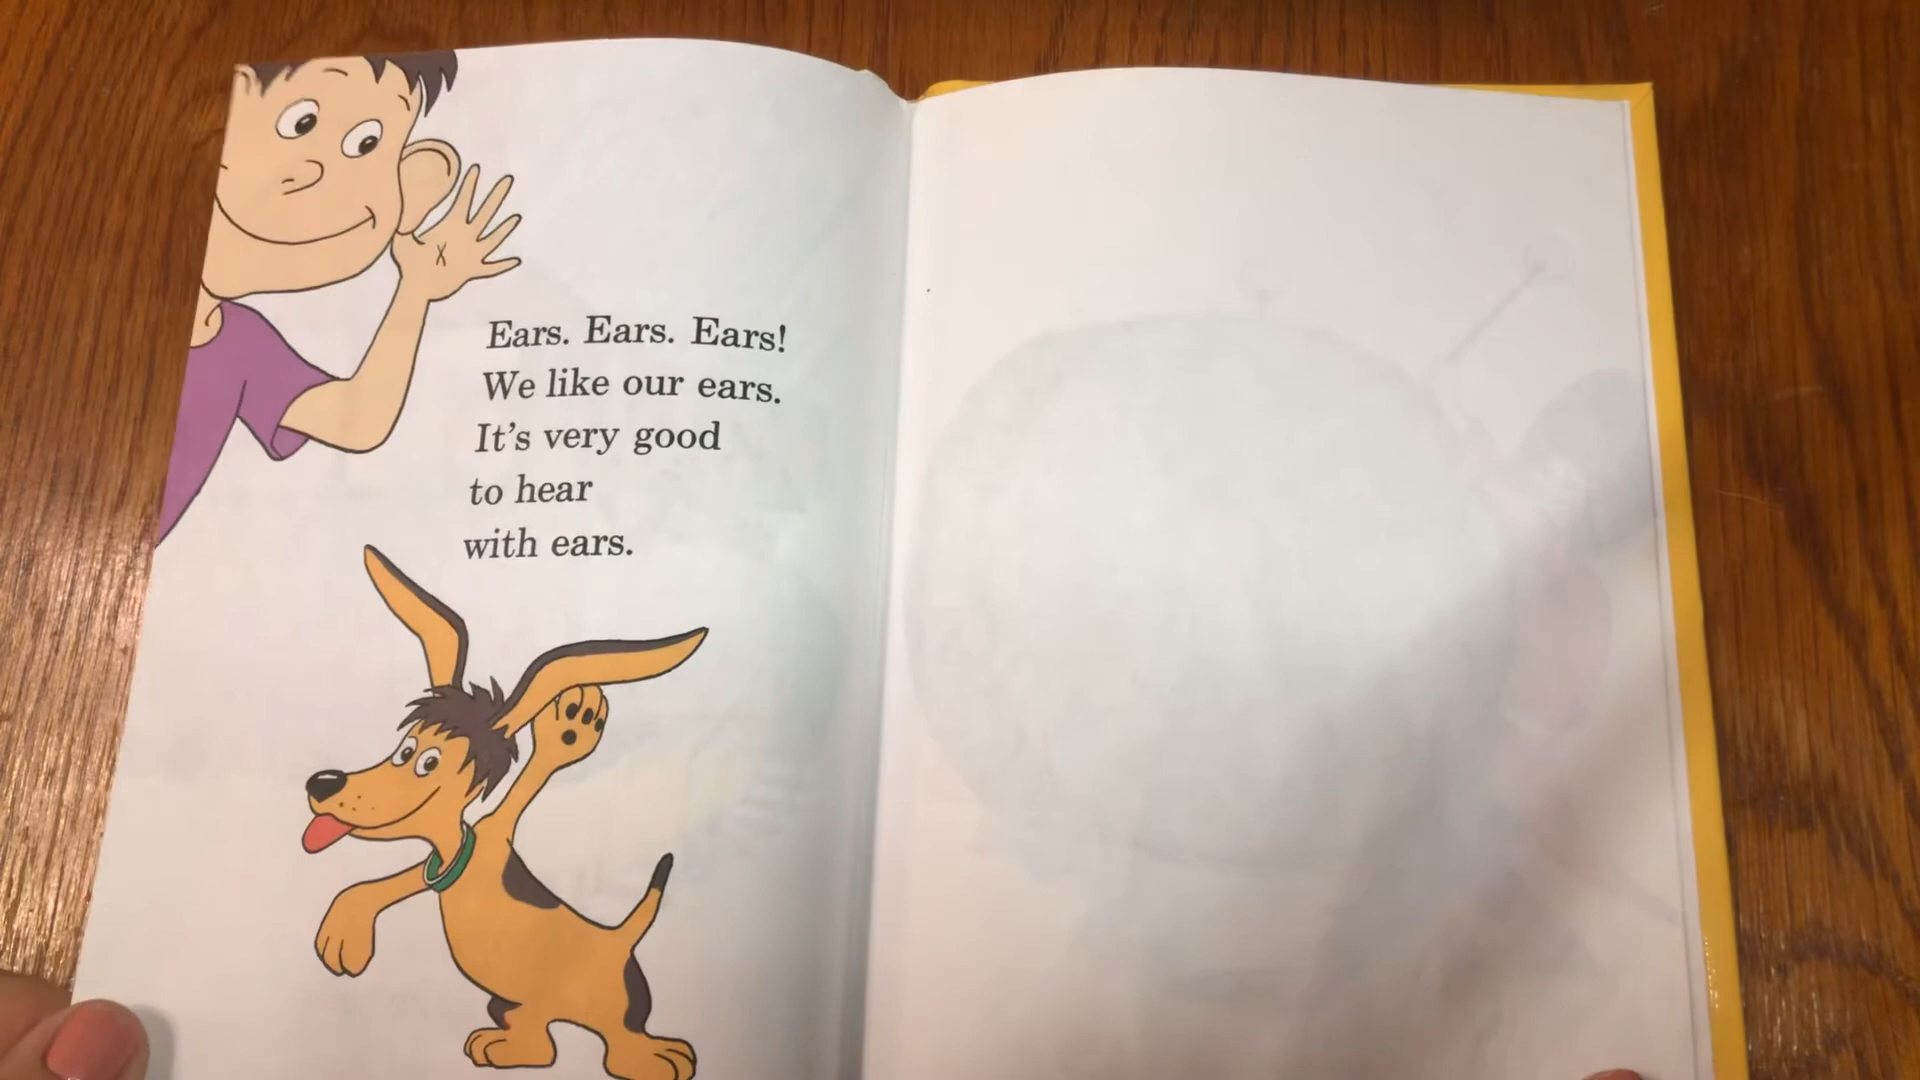 Ears. Ears. Ears!
We like our ears.
It's very good
to hear
with ears.